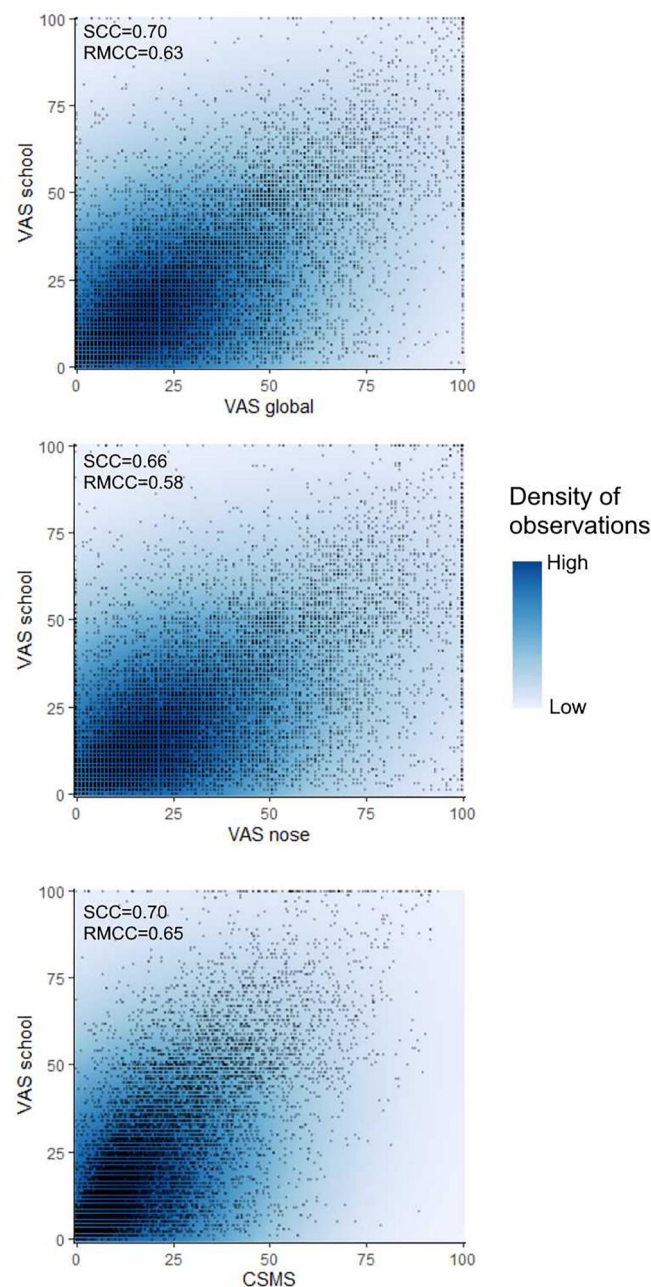 100
SCC=0.70
RMCC=0.63
75
VAS school
50
25
0
0 25 50 75 100
VAS global
100
SCC=0.66
RMCC=0.58
75
VAS school
50
25
0
0 25 50 75 100
VAS nose
Density of
observations
High
Low
100
SCC=0.70
RMCC=0.65
75
VAS school
50
25
0
0 25 50 75 100
CSMS